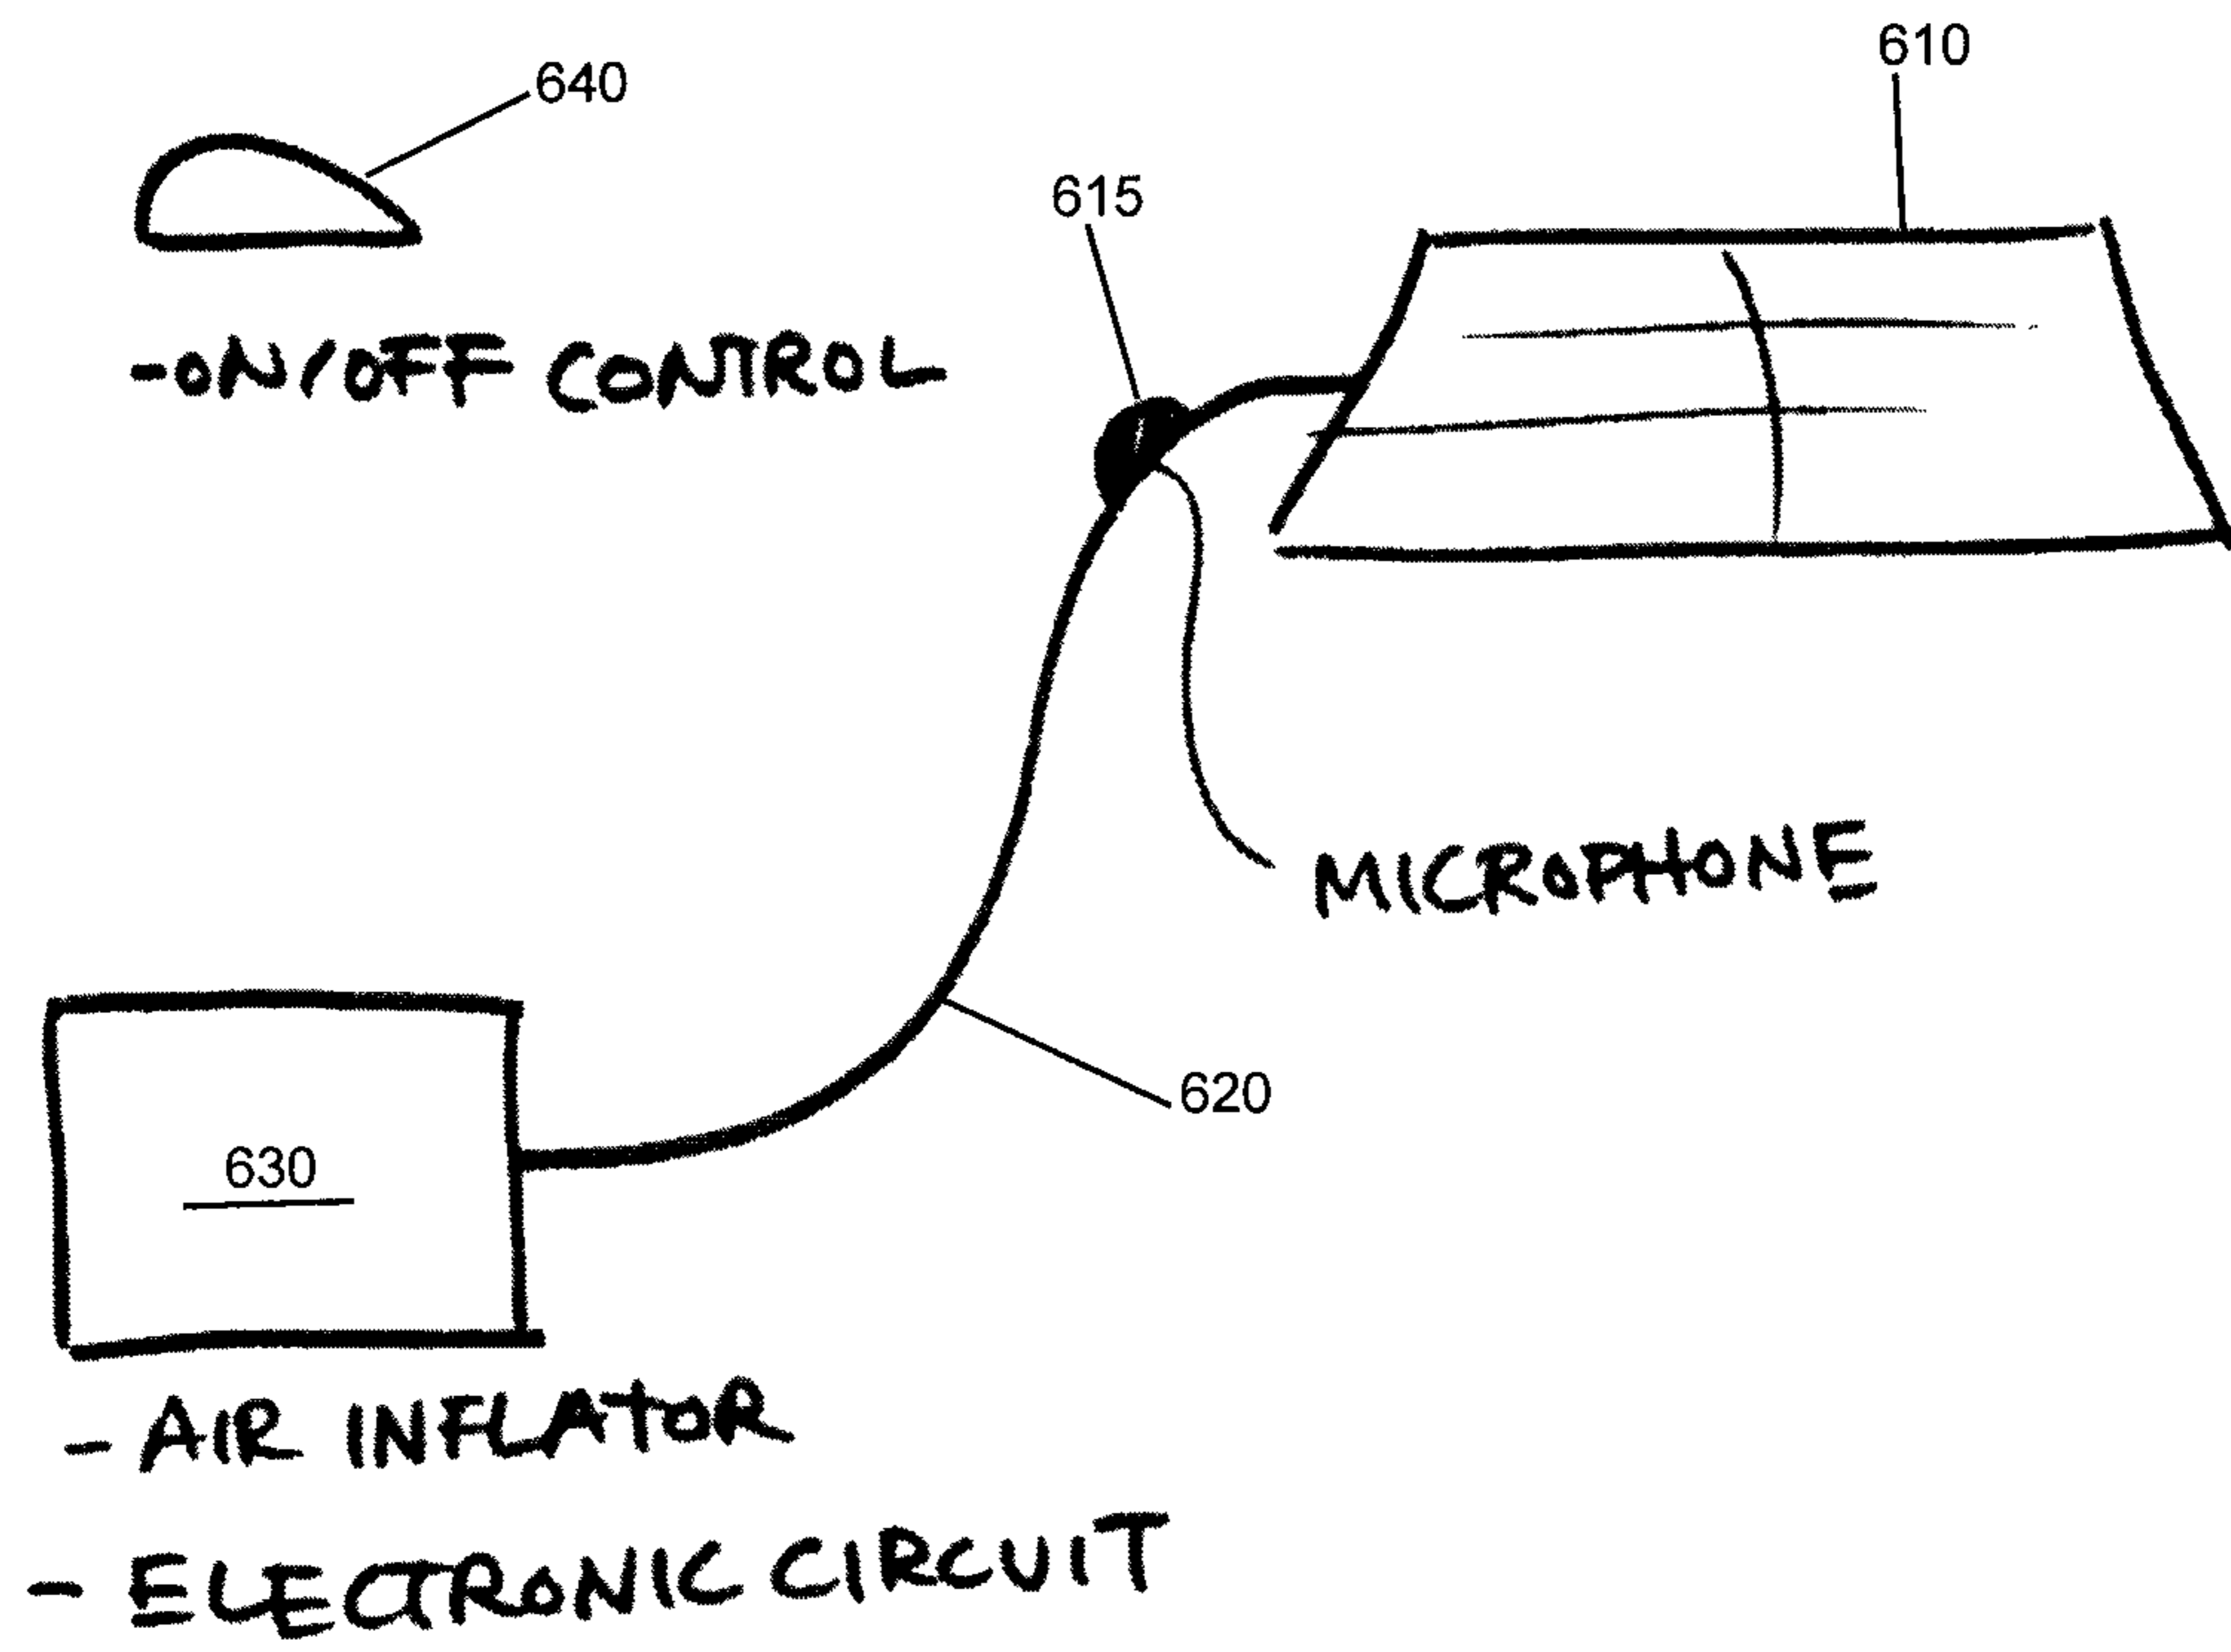 610
640
615
-ON/OFF CONTROL
MICROPHONE
620
630
- AIR INFLATOR
- ELECTRONIC CIRCUIT